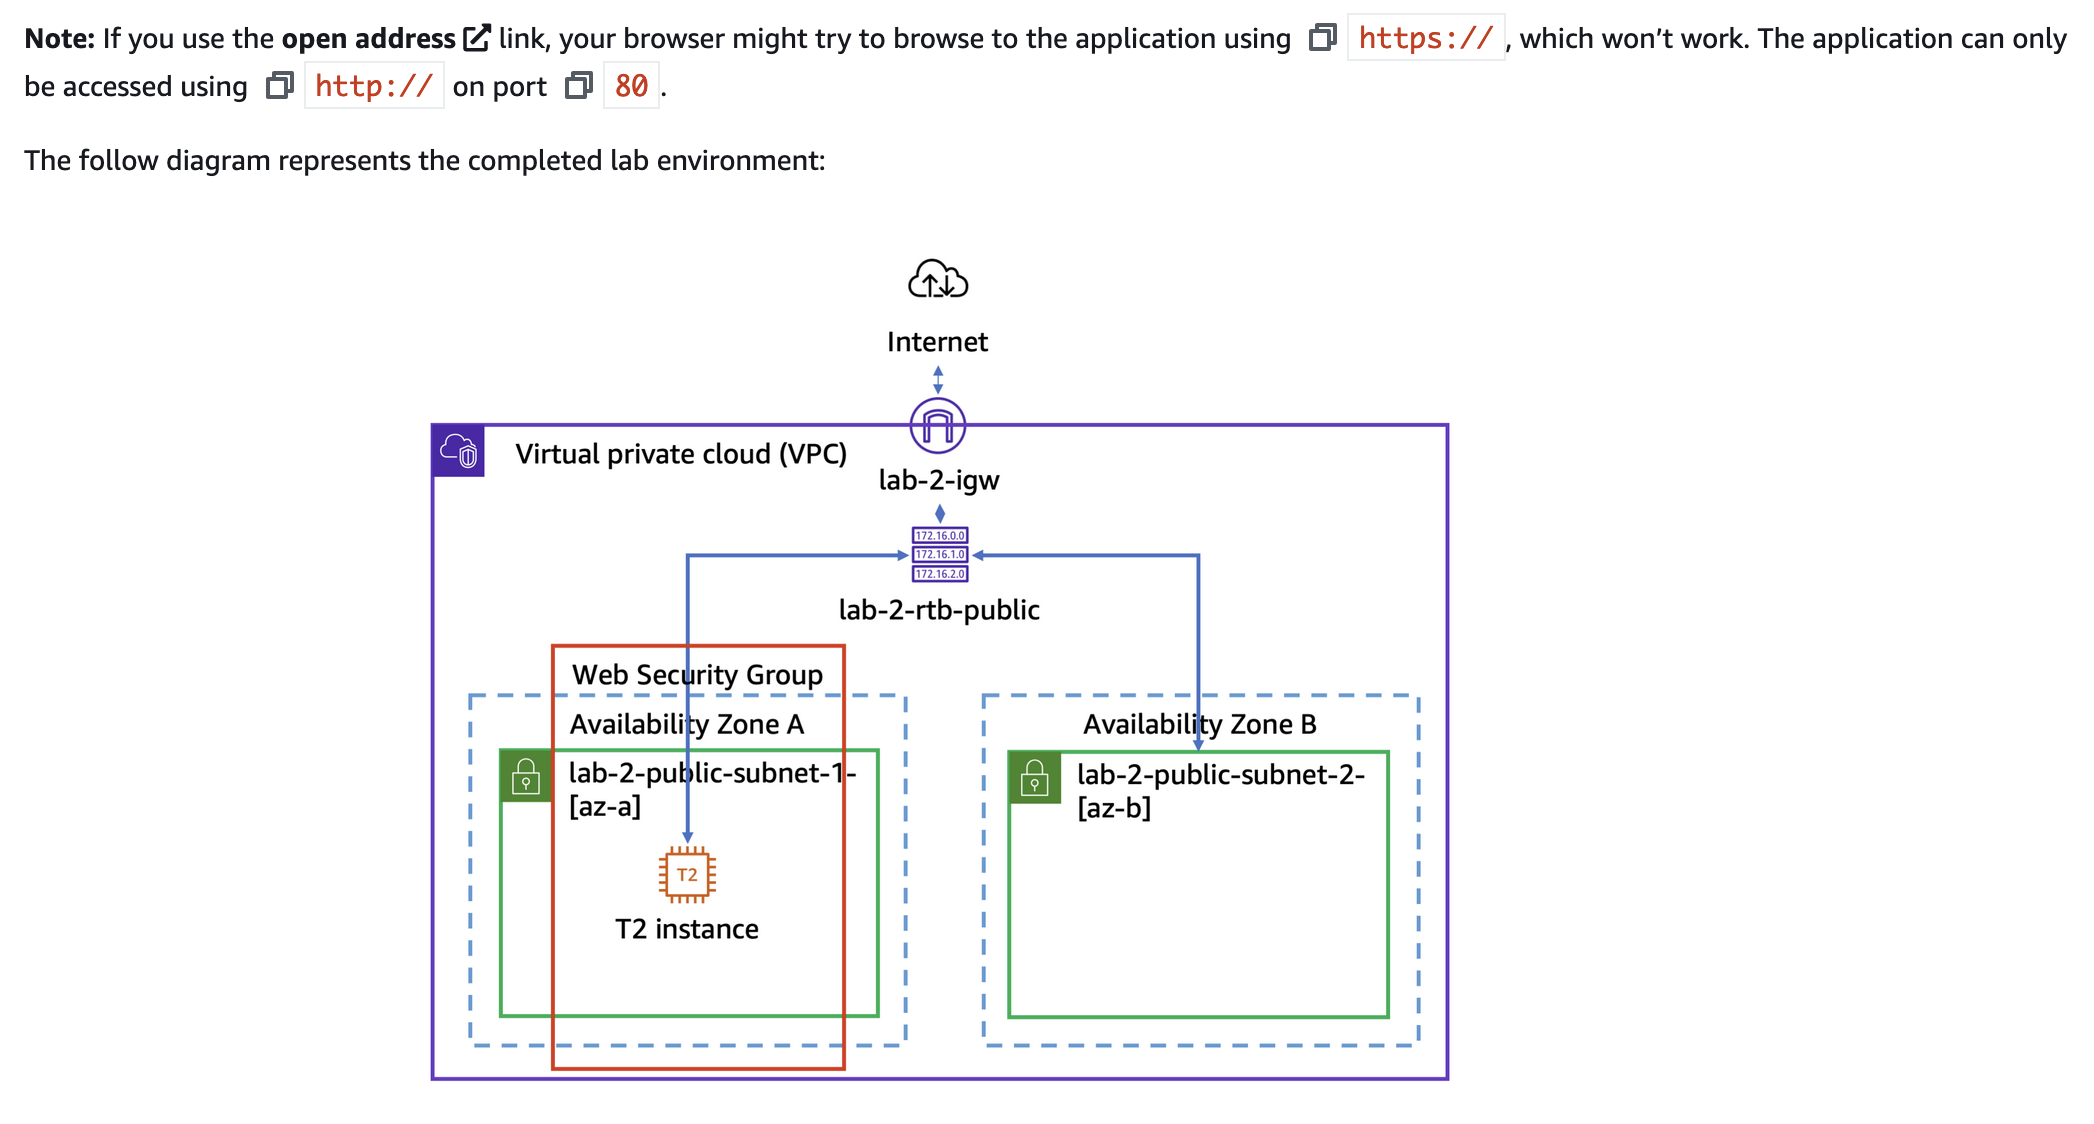 Note: If you use the open address link, your browser might try to browse to the application using https:// , which won’t work. The application can only
be accessed using http:// on port 80 .
The follow diagram represents the completed lab environment:
Internet
Virtual private cloud (VPC)
lab-2-igw
172.16.0.0
172.16.1.0
172.16.2.0
lab-2-rtb-public
Web Security Group
Availability Zone A
lab-2-public-subnet-1-
[az-a]
T2
T2 instance
Availability Zone B
lab-2-public-subnet-2-
[az-b]